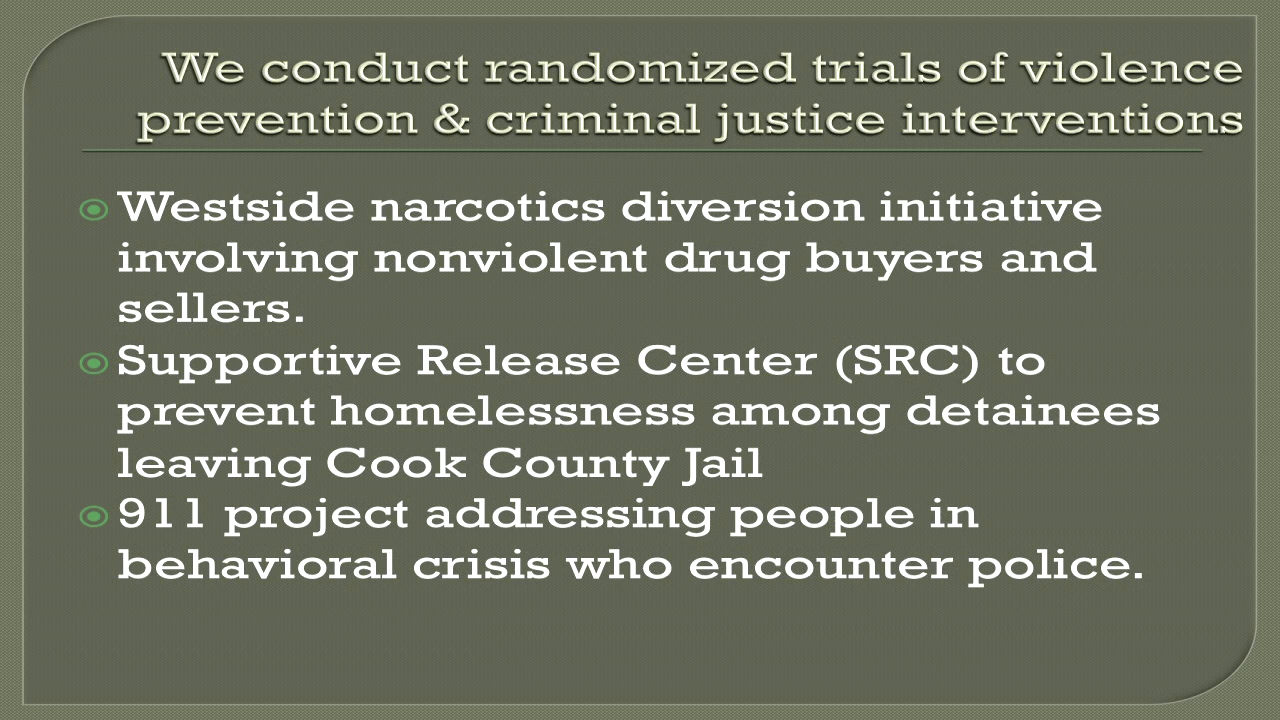 We conduct randomized trials of violence
prevention & criminal justice interventions
Westside narcotics diversion initiative
involving nonviolent drug buyers and
sellers.
Supportive Release Center (SRC) to
prevent homelessness among detainees
leaving Cook County Jail
911 project addressing people in
behavioral crisis who encounter police.